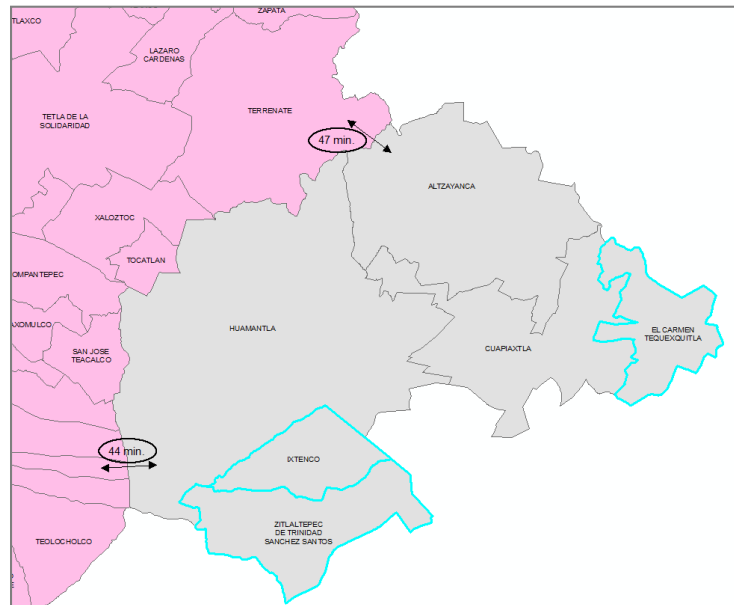 TLAXCO
ZAPATA
LAZARO
CARDENAS
TETLA DE LA
SOLIDARIDAD
TERRENATE
47 min.
ALTZAYANCA
XALOZTOC
TOCATLAN
OMPANTEPEC
HUAMANTLA
AXOMULCO
SAN JOSE
TEACALCO
CUAPIAXTLA
EL CARMEN
TEQUEXQUITLA
44 min.
IXTENCO
ZITLALTEPEC
DE TRINIDAD
SANCHEZ SANTOS
TEOLOCHOLCO